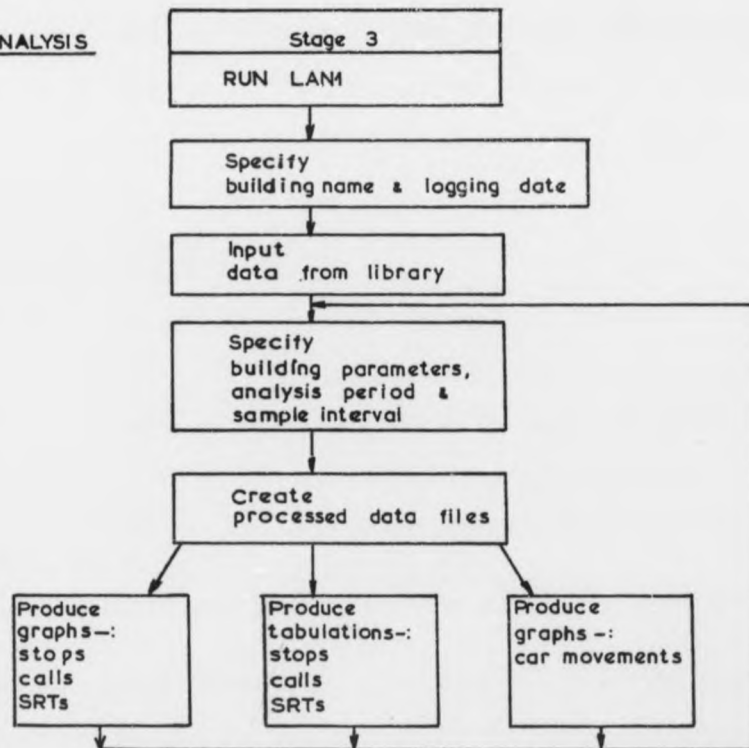 NALYSIS
Stage 3
RUN LAN1
Specify
building name & logging date
Input
data from library
Specify
building parameters,
analysis period &
sample interval
Create
processed data files
Produce
graphs-:
stops
calls
SRTs
Produce
tabulations-:
stops
calls
SRTs
Produce
graphs-:
car movements